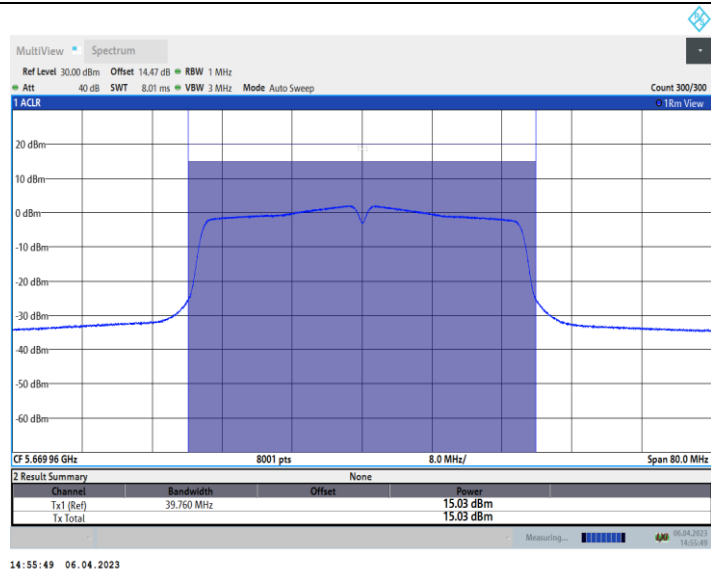 MultiView Spectrum
Ref Level 30.00 dBm Offset 14.47 dB RBW 1 MHz
Att 40 dB SWT 8.01 ms VBW 3 MHz Mode Auto Sweep Count 300/300
1 ACLR 1Rm View
20 dBm
10 dBm
0 dBm
-10 dBm
-20 dBm
-30 dBm
-40 dBm
-50 dBm
-60 dBm
CF 5.669 96 GHz 8001 pts 8.0 MHz/ Span 80.0 MHz
2 Result Summary None
Channel Bandwidth Offset Power
Tx1 (Ref) 39.760 MHz 15.03 dBm
Tx Total 15.03 dBm
Measuring... 06.04.2023
14:55:49
14:55:49 06.04.2023